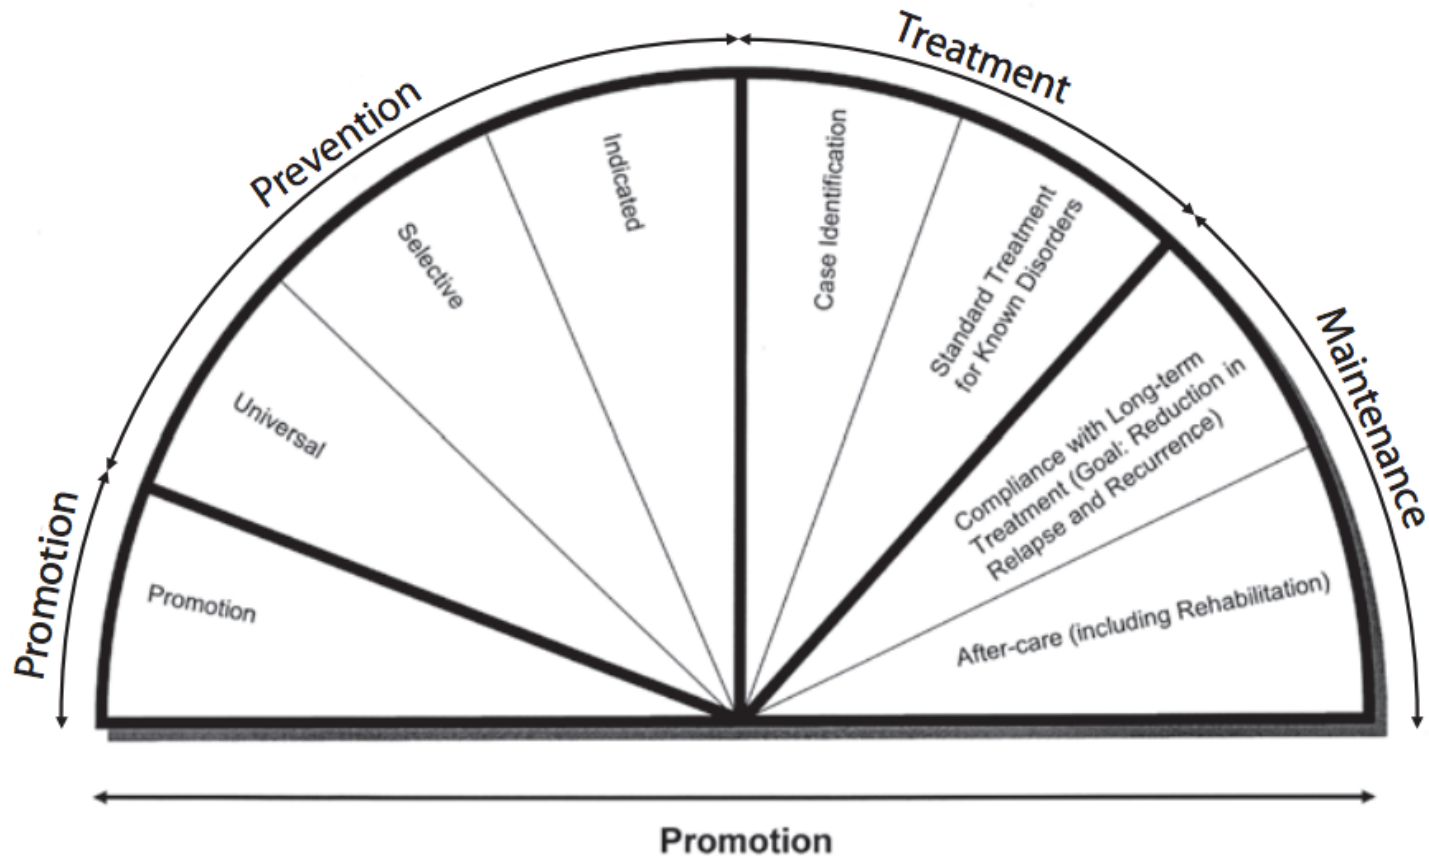 Promotion
Prevention
Treatment
Maintenance
Promotion
Universal
Selective
Indicated
Case Identification
Standard Treatment
for Known Disorders
Compliance with Long-term
Treatment (Goal: Reduction in
Relapse and Recurrence)
After-care (including Rehabilitation)
Promotion